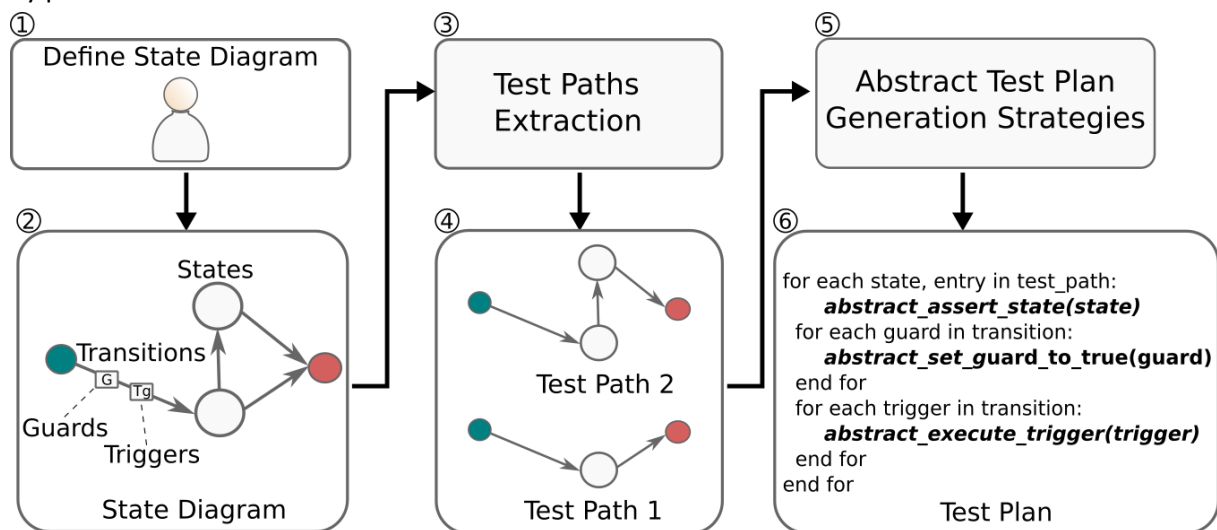 ①
Define State Diagram
②
States
Transitions
G
Tg
Guards
Triggers
State Diagram
③
Test Paths
Extraction
④
Test Path 2
Test Path 1
⑤
Abstract Test Plan
Generation Strategies
⑥
for each state, entry in test_path:
abstract_assert_state(state)
for each guard in transition:
abstract_set_guard_to_true(guard)
end for
for each trigger in transition:
abstract_execute_trigger(trigger)
end for
end for
Test Plan